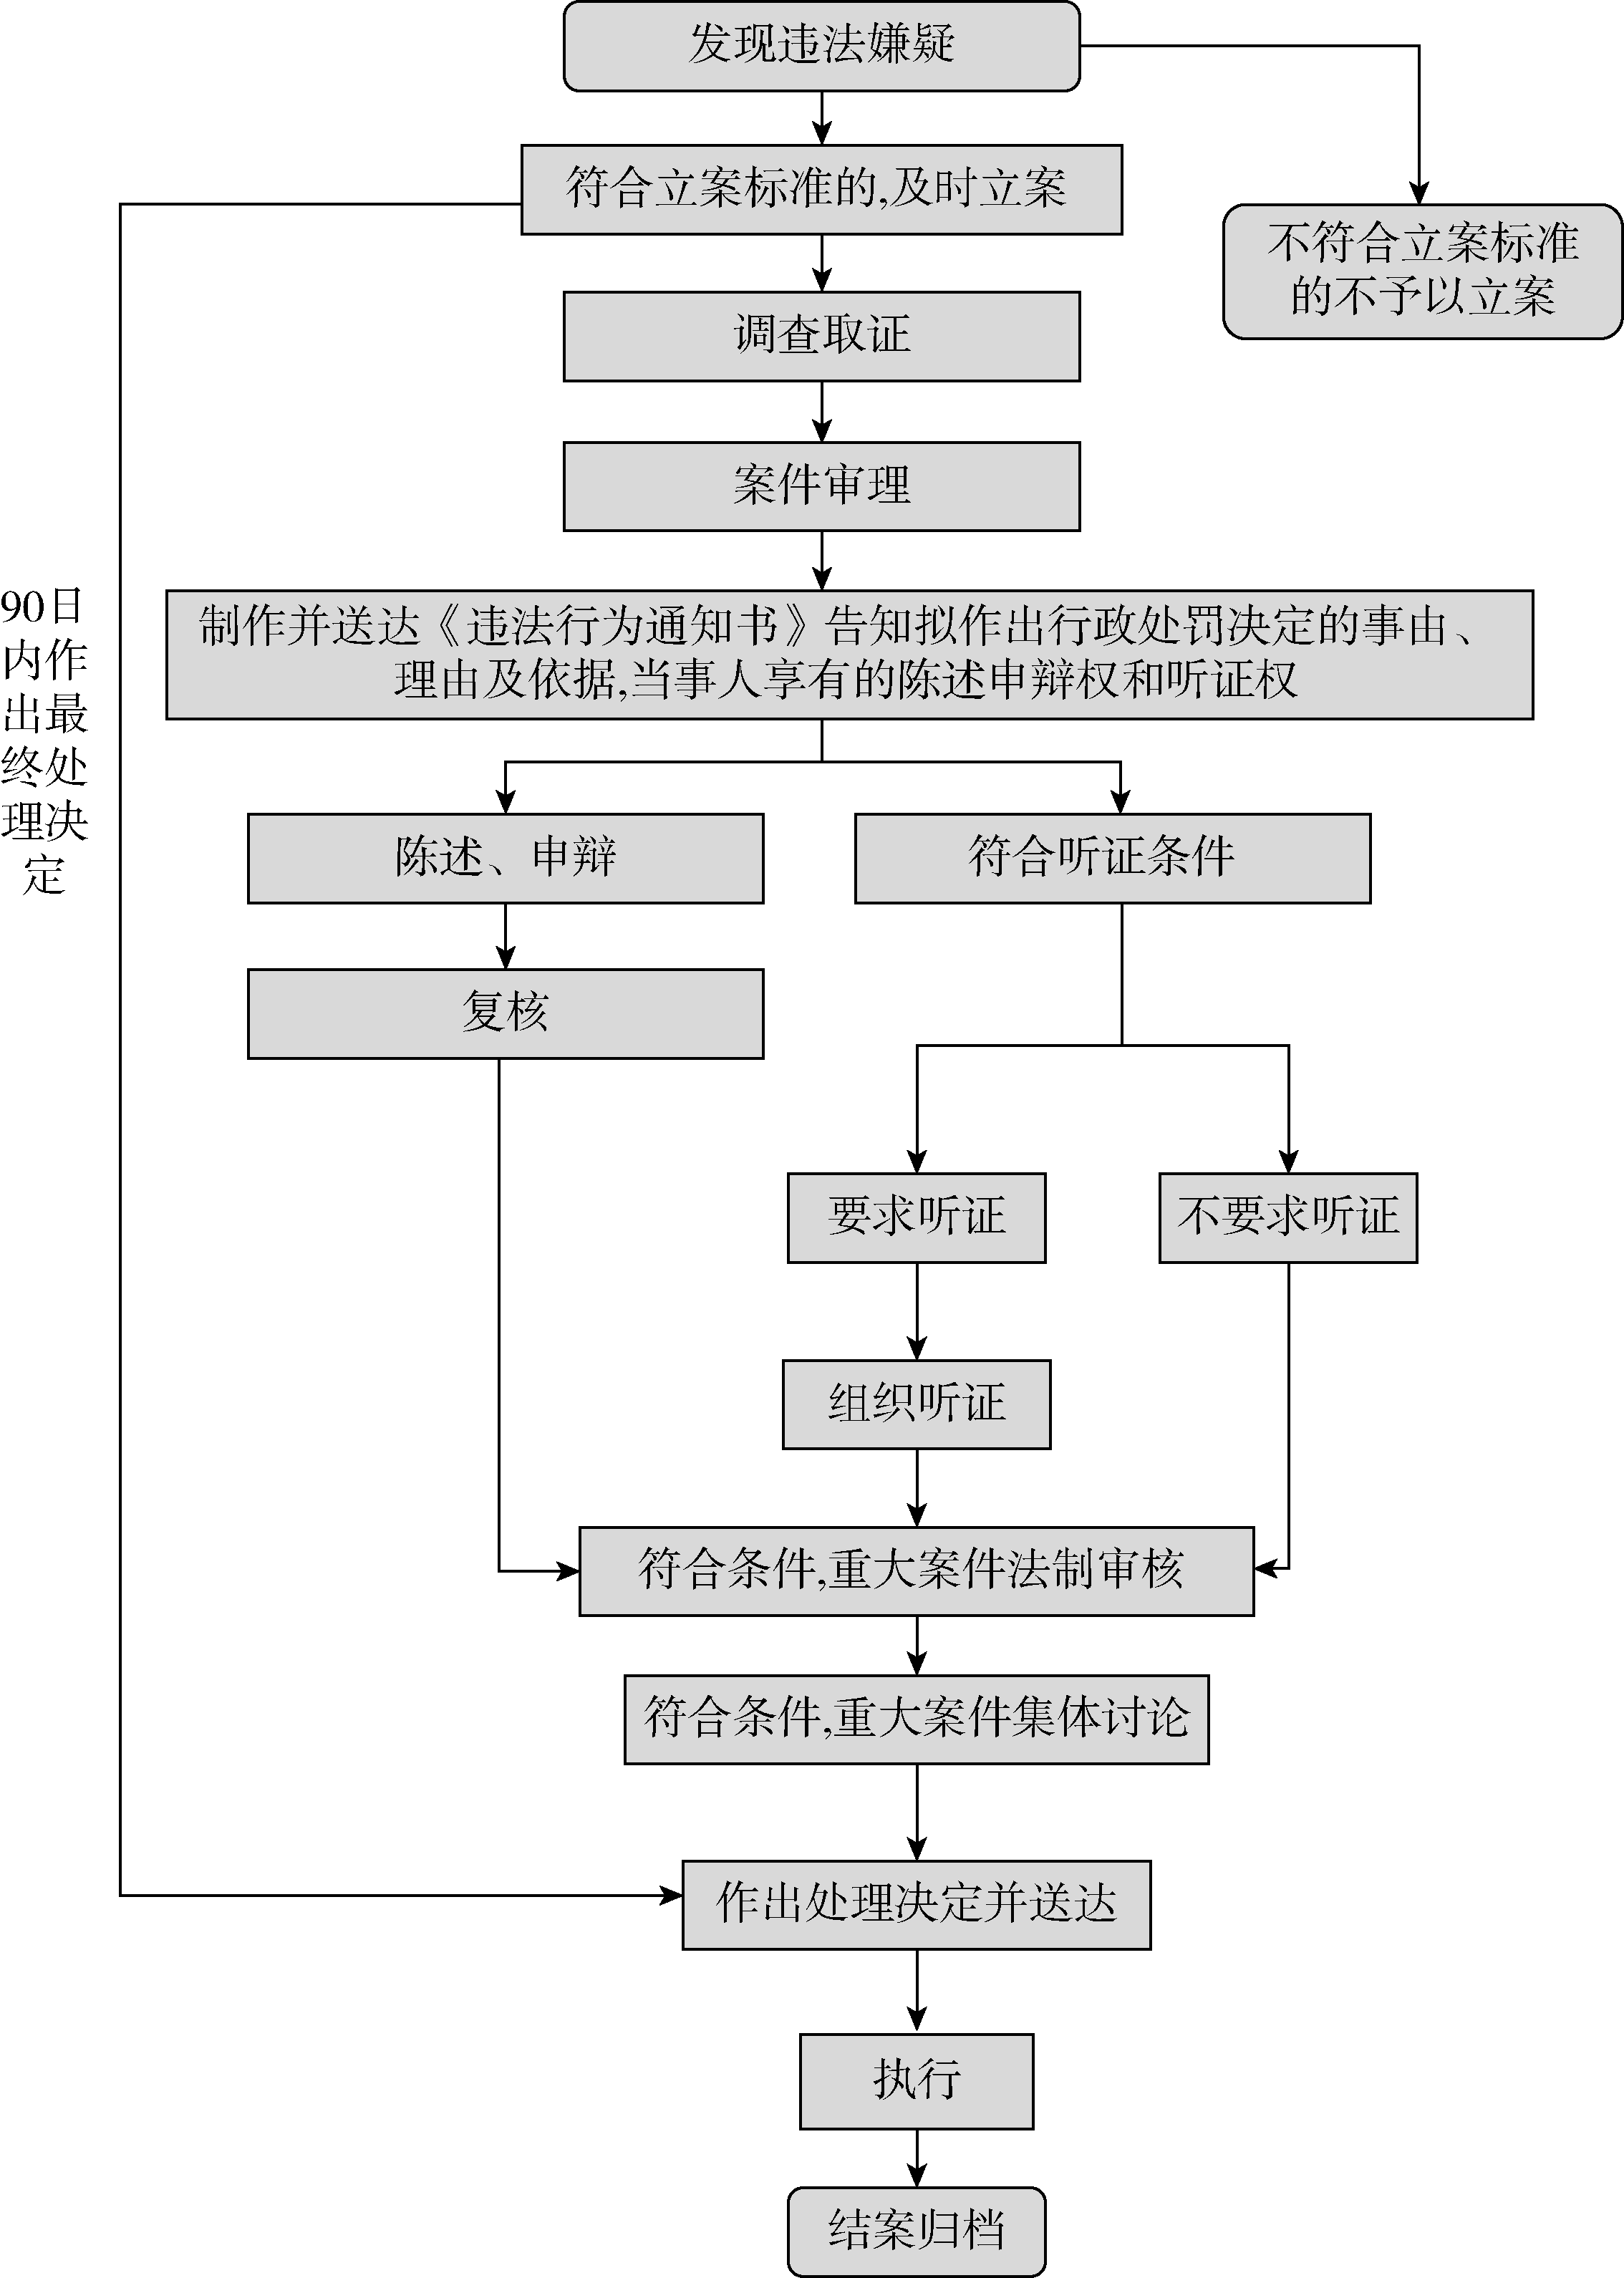 发现违法嫌疑
符合立案标准的,及时立案
不符合立案标准
的不予以立案
调查取证
案件审理
90日
内作
出最
终处
理决
定
制作并送达《违法行为通知书》告知拟作出行政处罚决定的事由、
理由及依据,当事人享有的陈述申辩权和听证权
陈述、申辩
符合听证条件
复核
要求听证
不要求听证
组织听证
符合条件,重大案件法制审核
符合条件,重大案件集体讨论
作出处理决定并送达
执行
结案归档